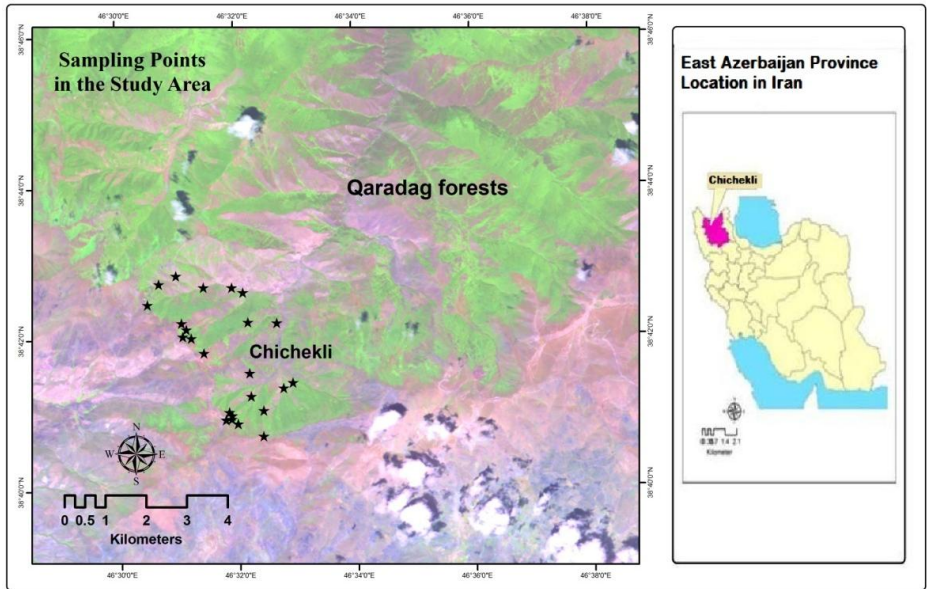 46°30'0"E 46°32'0"E 46°34'0"E 46°36'0"E 46°38'0"E
38°46'0"N
38°46'0"N
Sampling Points
in the Study Area
38°44'0"N
38°44'0"N
Qaradag forests
38°42'0"N
38°42'0"N
Chichekli
N
W E
S
38°40'0"N
38°40'0"N
0 0.5 1 2 3 4
Kilometers
46°30'0"E 46°32'0"E 46°34'0"E 46°36'0"E 46°38'0"E
East Azerbaijan Province
Location in Iran
Chichekli
1.4 2.1
Kilometer